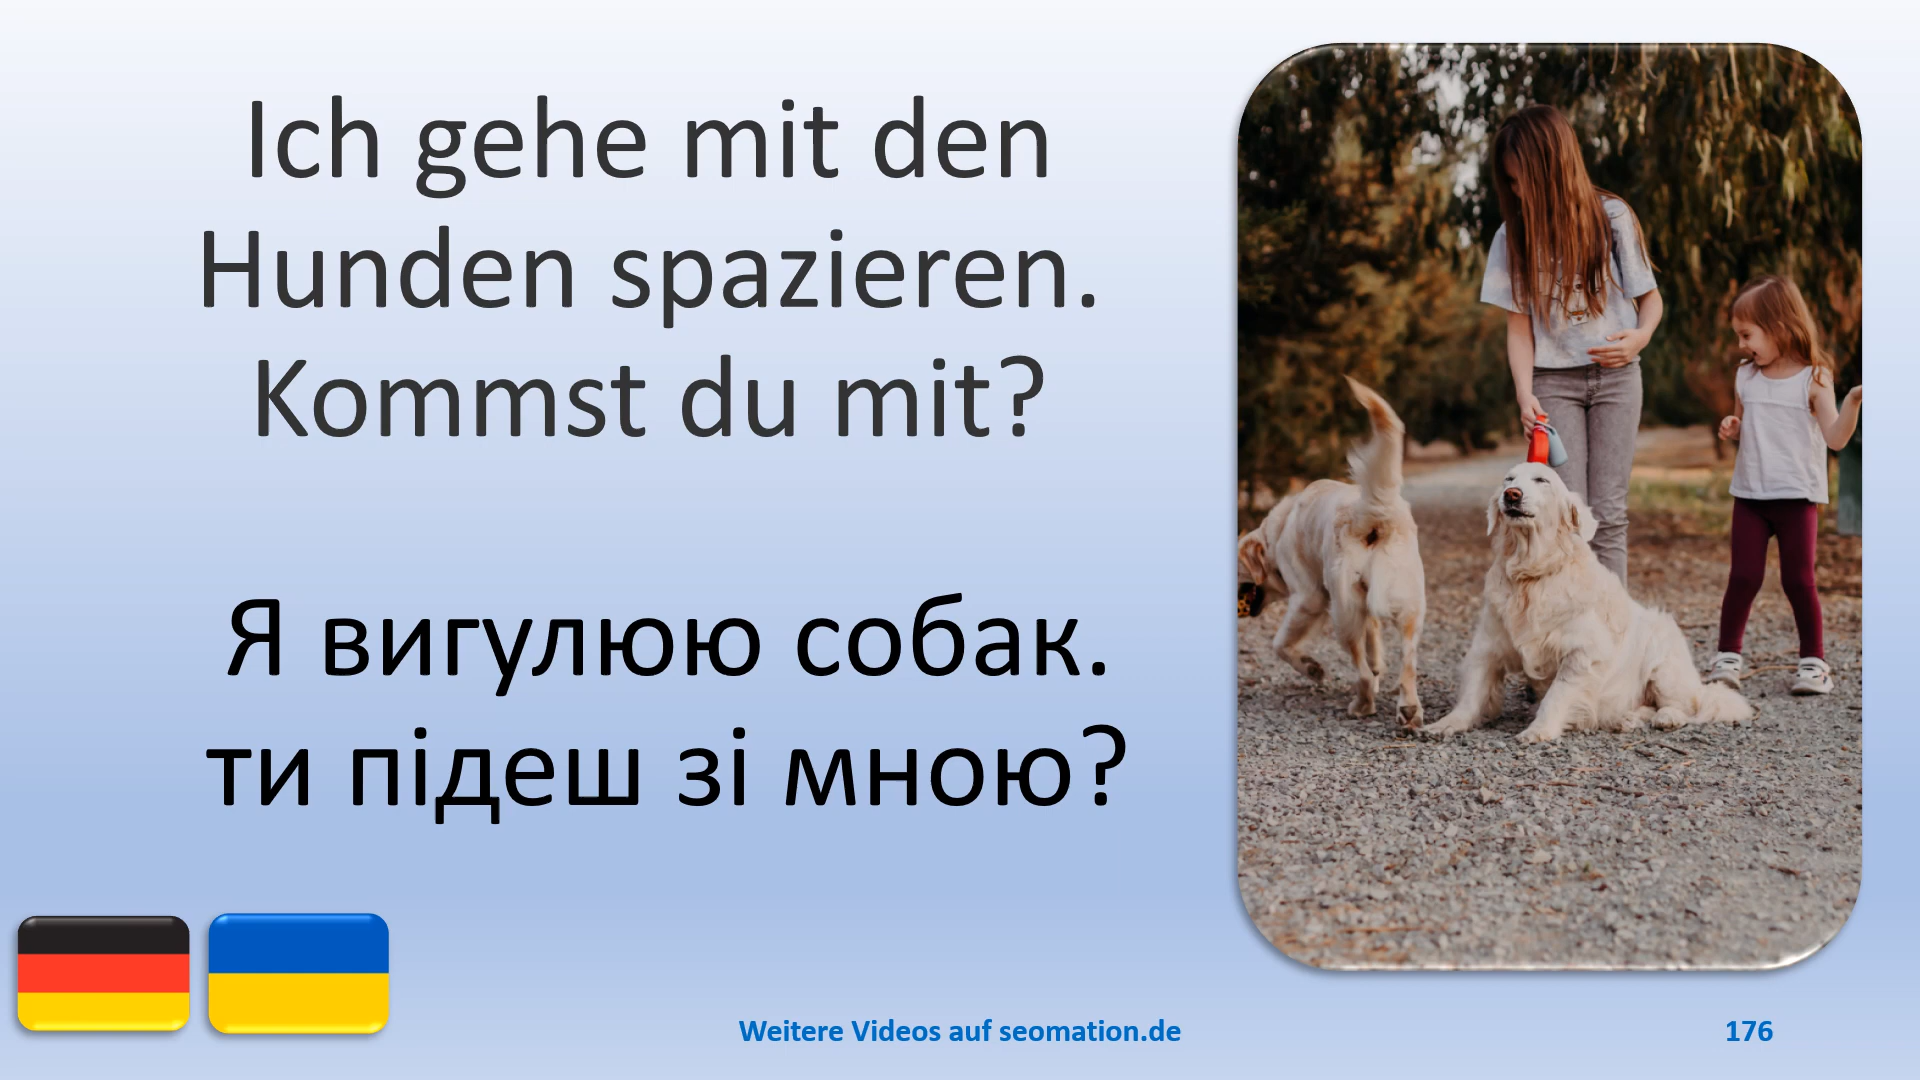 Ich gehe mit den
Hunden spazieren.
Kommst du mit?
Я вигулюю собак.
ти підеш зі мною?
Weitere Videos auf seomation.de
176